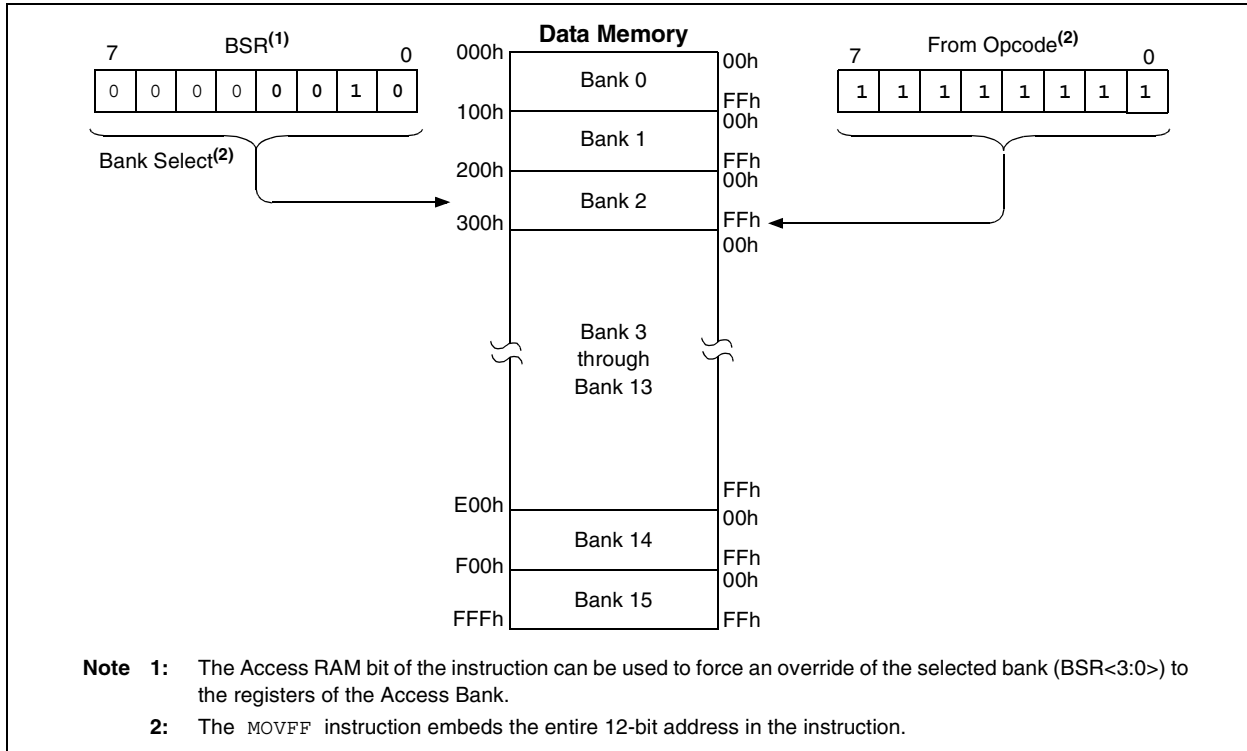 Data Memory
7 BSR(1) 0
0 0 0 0 0 0 1 0
Bank Select(2)
000h
100h
200h
300h
E00h
F00h
FFFh
Bank 0
Bank 1
Bank 2
Bank 3
through
Bank 13
Bank 14
Bank 15
00h
FFh
00h
FFh
00h
FFh
00h
FFh
00h
FFh
00h
FFh
7 From Opcode(2) 0
1 1 1 1 1 1 1 1
Note 1: The Access RAM bit of the instruction can be used to force an override of the selected bank (BSR<3:0>) to
the registers of the Access Bank.
2: The MOVFF instruction embeds the entire 12-bit address in the instruction.